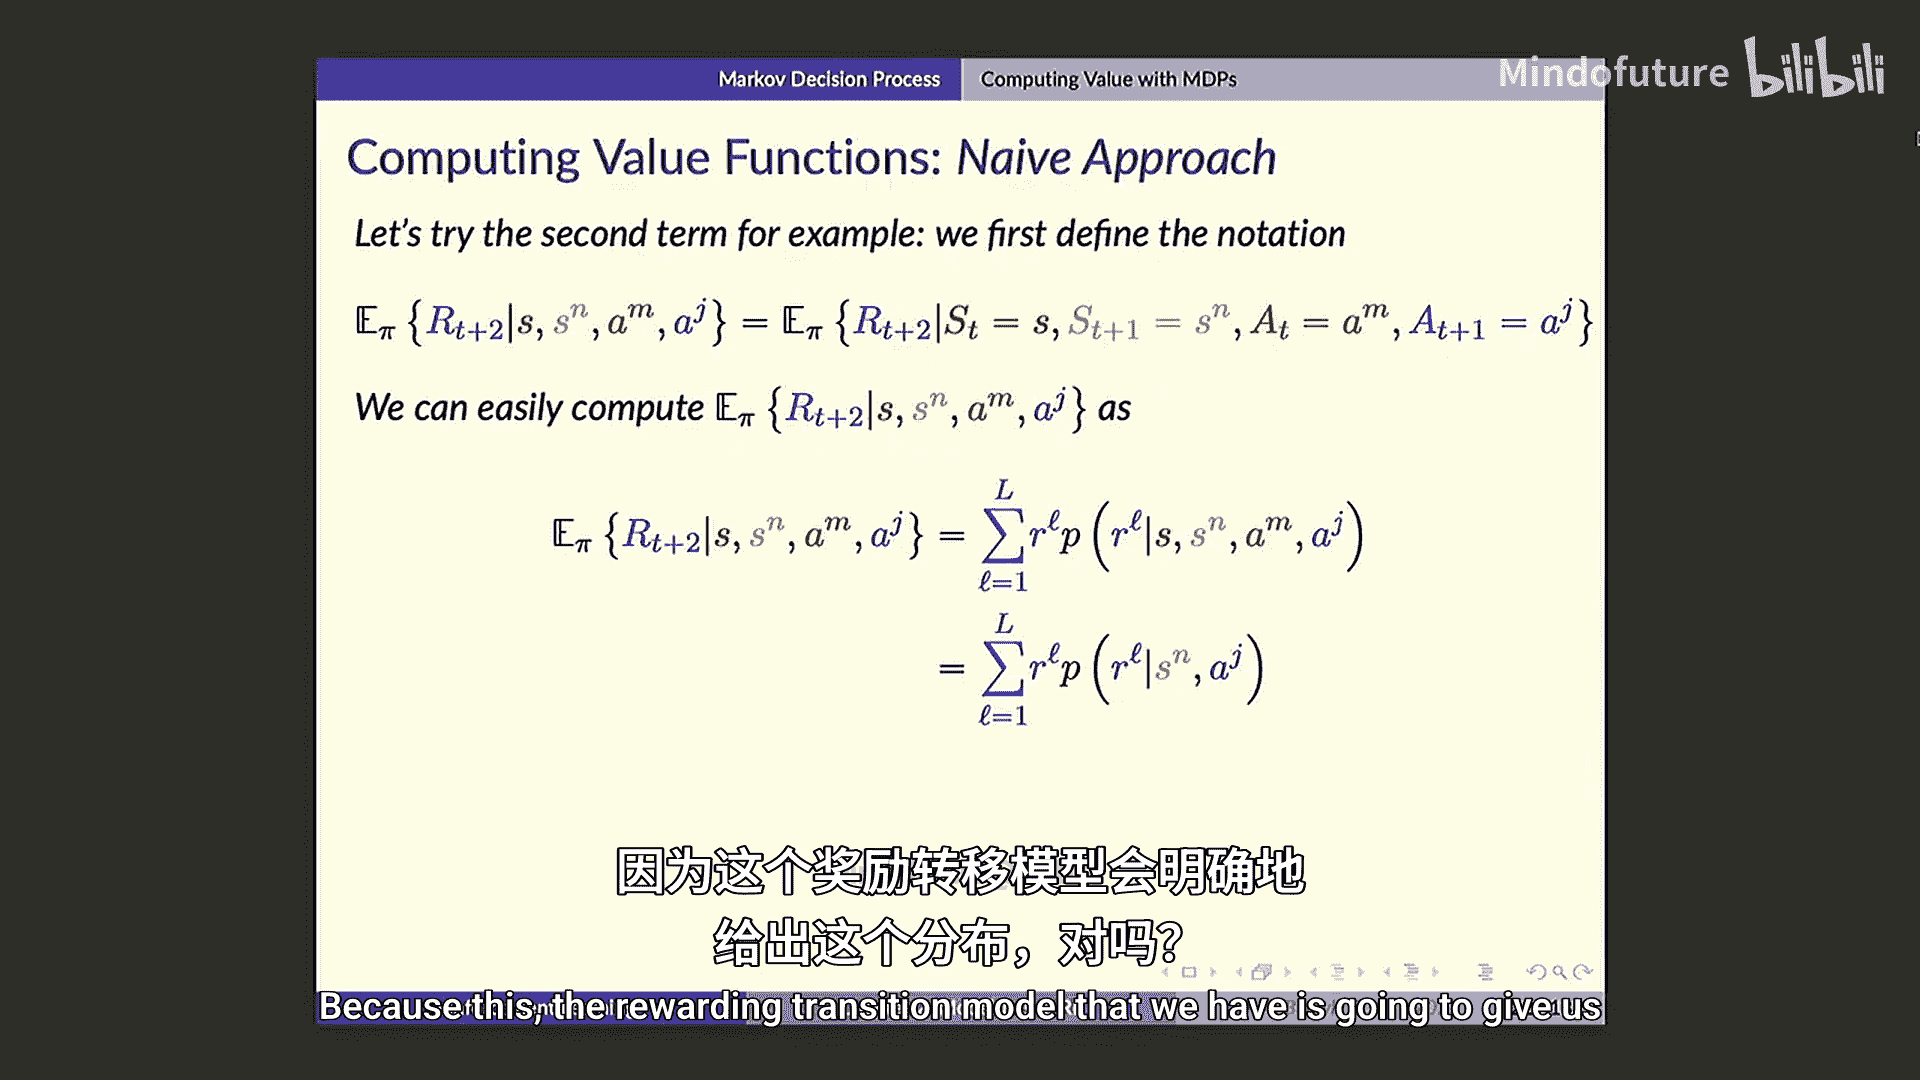 Markov Decision Process Computing Value with MDPs
Mindofuture bilibili
Computing Value Functions: Naive Approach
Let's try the second term for example: we first define the notation
𝔼π {Rt+2|s, sⁿ, aᵐ, aʲ} = 𝔼π {Rt+2|St = s, St+1 = sⁿ, At = aᵐ, At+1 = aʲ}
We can easily compute 𝔼π {Rt+2|s, sⁿ, aᵐ, aʲ} as
𝔼π {Rt+2|s, sⁿ, aᵐ, aʲ} = ∑ℓ=1^L r^ℓ p (r^ℓ|s, sⁿ, aᵐ, aʲ)
= ∑ℓ=1^L r^ℓ p (r^ℓ|sⁿ, aʲ)
因为这个奖励转移模型会明确地
给出这个分布，对吗？
Because this, the rewarding transition model that we have is going to give us